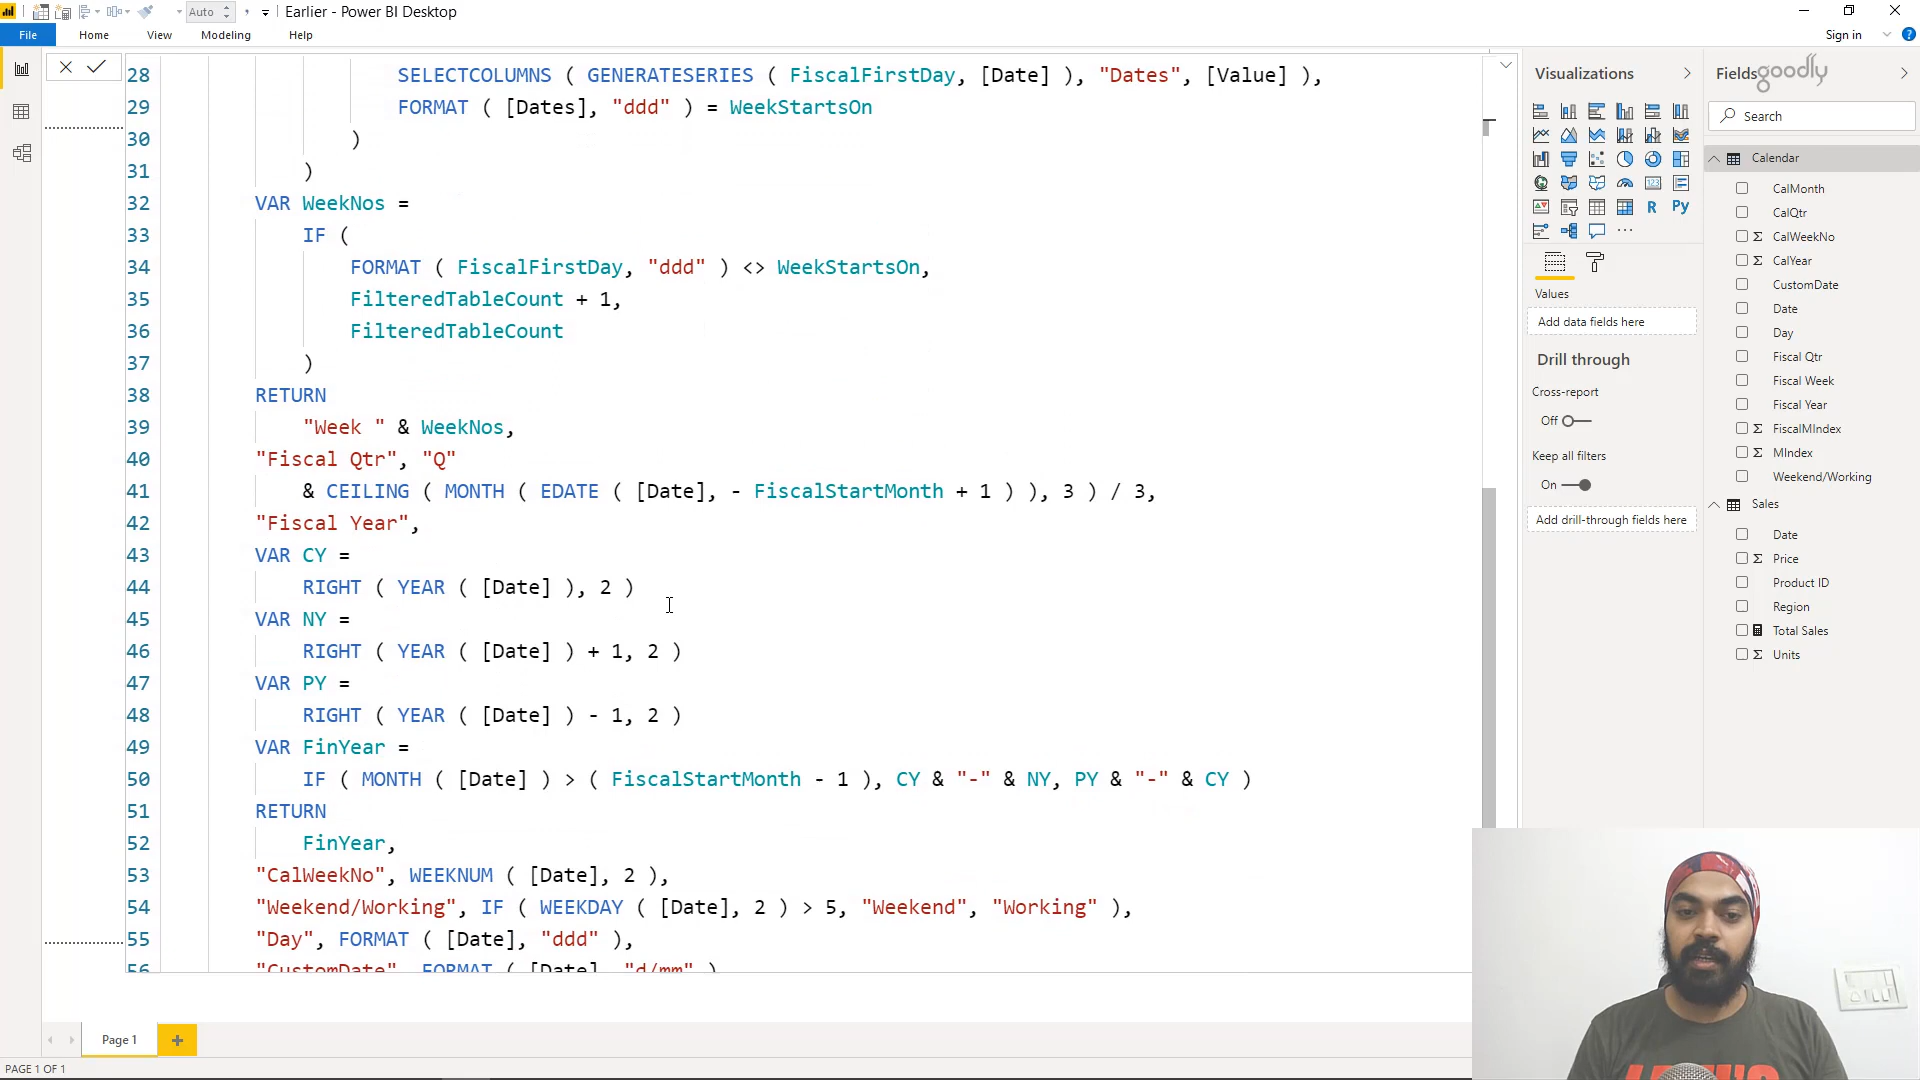 Auto
Earlier - Power BI Desktop
File
Home
View
Modeling
Help
Sign in
28 SELECTCOLUMNS ( GENERATESERIES ( FiscalFirstDay, [Date] ), "Dates", [Value] ),
29 FORMAT ( [Dates], "ddd" ) = WeekStartsOn
30 )
31 )
32 VAR WeekNos =
33 IF (
34 FORMAT ( FiscalFirstDay, "ddd" ) <> WeekStartsOn,
35 FilteredTableCount + 1,
36 FilteredTableCount
37 )
38 RETURN
39 "Week " & WeekNos,
40 "Fiscal Qtr", "Q"
41 & CEILING ( MONTH ( EDATE ( [Date], - FiscalStartMonth + 1 ) ), 3 ) / 3,
42 "Fiscal Year",
43 VAR CY =
44 RIGHT ( YEAR ( [Date] ), 2 )
45 VAR NY =
46 RIGHT ( YEAR ( [Date] ) + 1, 2 )
47 VAR PY =
48 RIGHT ( YEAR ( [Date] ) - 1, 2 )
49 VAR FinYear =
50 IF ( MONTH ( [Date] ) > ( FiscalStartMonth - 1 ), CY & "-" & NY, PY & "-" & CY )
51 RETURN
52 FinYear,
53 "CalWeekNo", WEEKNUM ( [Date], 2 ),
54 "Weekend/Working", IF ( WEEKDAY ( [Date], 2 ) > 5, "Weekend", "Working" ),
55 "Day", FORMAT ( [Date], "ddd" ),
56 "CustomDate", FORMAT ( [Date], "d/mm" )
Visualizations
R
Py
Values
Add data fields here
Drill through
Cross-report
Off
Keep all filters
On
Add drill-through fields here
Fields
goodly
Search
Calendar
CalMonth
CalQtr
Σ CalWeekNo
Σ CalYear
CustomDate
Date
Day
Fiscal Qtr
Fiscal Week
Fiscal Year
Σ FiscalMIndex
Σ MIndex
Weekend/Working
Sales
Date
Σ Price
Product ID
Region
Total Sales
Σ Units
Page 1
PAGE 1 OF 1